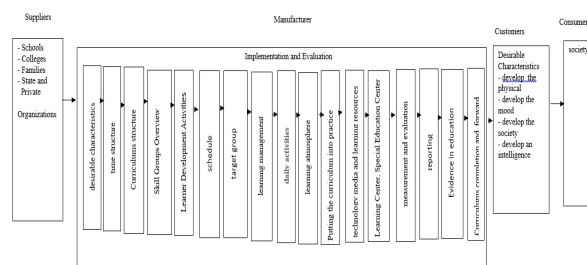 Suppliers
Manufacturer
Customers
Consumer
- Schools
- Colleges
- Families
- State and
Private
Organizations
Implementation and Evaluation
desirable characteristics
time structure
Curriculums structure
Skill Groups Overview
Learner Development Activities
schedule
target group
learning management
daily activities
learning atmosphere
Putting the curriculum into practice
technology media and learning resources
Learning Center, Special Education Center
measurement and evaluation
reporting
Evidence in education
Curriculums completion and forward
Desirable
Characteristics
- develop the
physical
- develop the
mood
- develop the
society
- develop an
intelligence
society